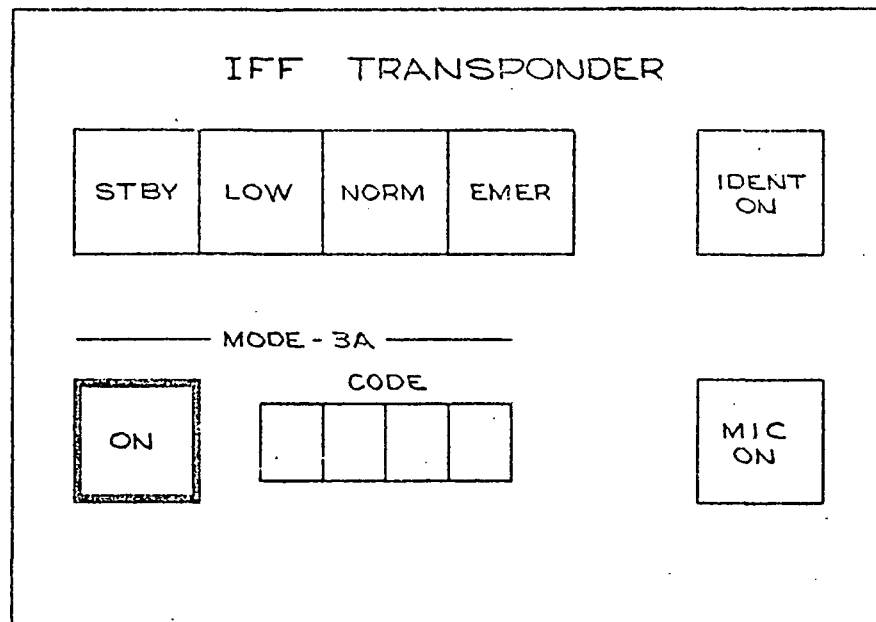 IFF TRANSPONDER
STBY LOW NORM EMER
IDENT
ON
MODE - 3A
CODE
ON
MIC
ON